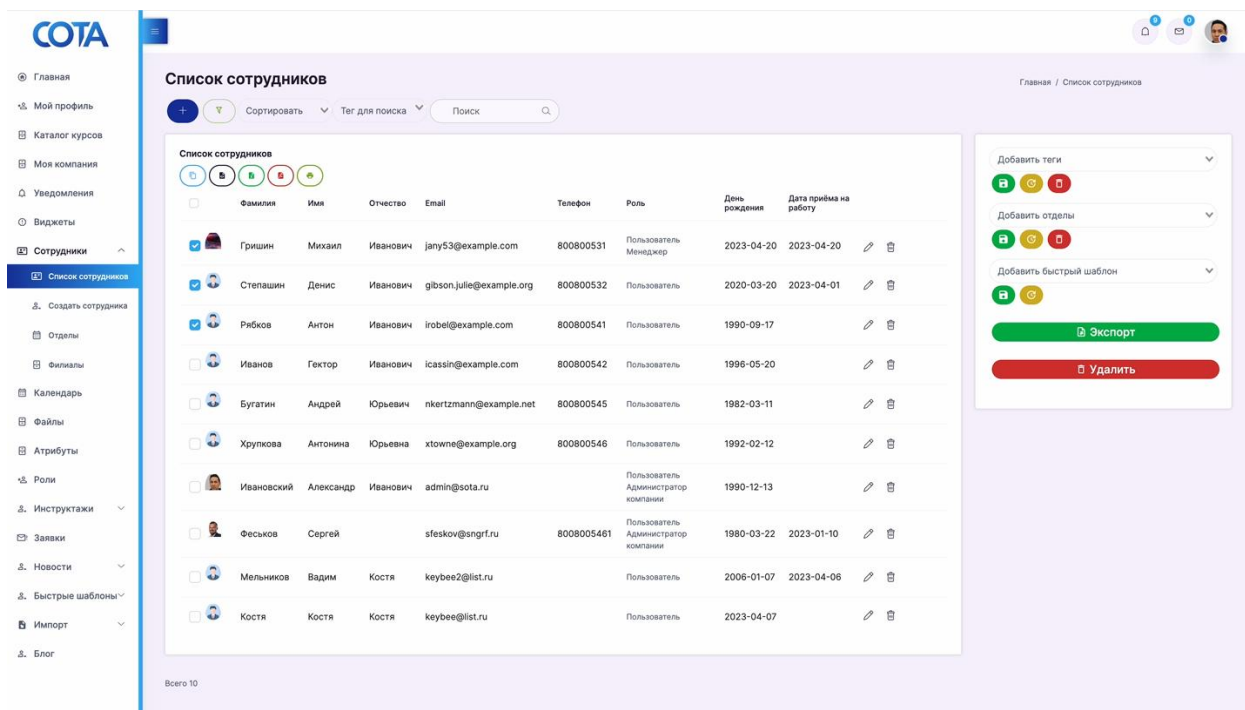 СОТА
9
0
Главная
Мой профиль
Каталог курсов
Моя компания
Уведомления
Виджеты
Сотрудники
Список сотрудников
Создать сотрудника
Отделы
Филиалы
Календарь
Файлы
Атрибуты
Роли
Инструктажи
Заявки
Новости
Быстрые шаблоны
Импорт
Блог
Список сотрудников
Главная / Список сотрудников
+ Сортировать Тег для поиска Поиск
Список сотрудников
Фамилия Имя Отчество Email Телефон Роль День рождения Дата приёма на работу
Гришин Михаил Иванович jany53@example.com 800800531 Пользователь Менеджер 2023-04-20 2023-04-20
Степашин Денис Иванович gibson.julie@example.org 800800532 Пользователь 2020-03-20 2023-04-01
Рябков Антон Иванович irobel@example.com 800800541 Пользователь 1990-09-17
Иванов Гектор Иванович icassin@example.com 800800542 Пользователь 1996-05-20
Бугатин Андрей Юрьевич nkertzmann@example.net 800800545 Пользователь 1982-03-11
Хрупкова Антонина Юрьевна xtowne@example.org 800800546 Пользователь 1992-02-12
Ивановский Александр Иванович admin@sota.ru Пользователь Администратор компании 1990-12-13
Феськов Сергей sfeskov@sngrf.ru 8008005461 Пользователь Администратор компании 1980-03-22 2023-01-10
Мельников Вадим Костя keybee2@list.ru Пользователь 2006-01-07 2023-04-06
Костя Костя Костя keybee@list.ru Пользователь 2023-04-07
Всего 10
Добавить теги
Добавить отделы
Добавить быстрый шаблон
Экспорт
Удалить